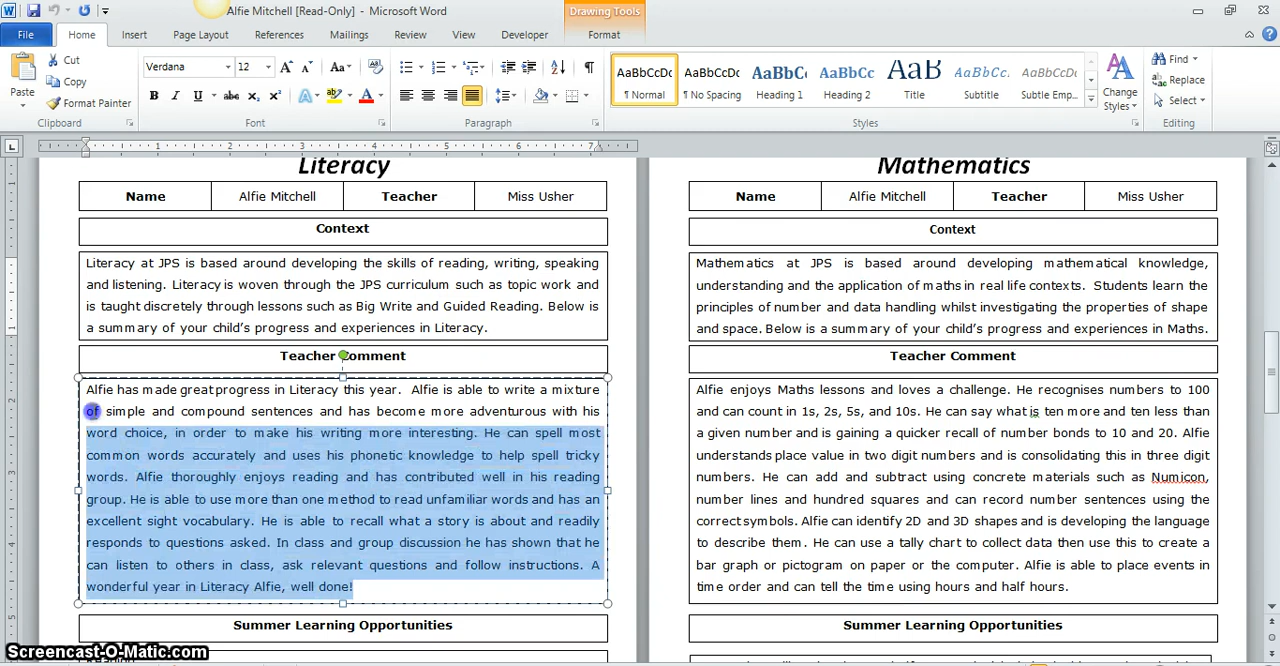 Alfie Mitchell [Read-Only] - Microsoft Word
Drawing Tools
File Home Insert Page Layout References Mailings Review View Developer Format
Paste
Cut
Copy
Format Painter
Clipboard
Verdana 12
Font
Paragraph
AaBbCcDc AaBbCcDc AaBbC AaBbCc AaB AaBbCcL AaBbCcDc
¶ Normal ¶ No Spacing Heading 1 Heading 2 Title Subtitle Subtle Emp...
Change Styles
Styles
Find
Replace
Select
Editing
1 2 3 4 5 6 7
Literacy
Name Alfie Mitchell Teacher Miss Usher
Context
Literacy at JPS is based around developing the skills of reading, writing, speaking
and listening. Literacy is woven through the JPS curriculum such as topic work and
is taught discretely through lessons such as Big Write and Guided Reading. Below is
a summary of your child's progress and experiences in Literacy.
Teacher Comment
Alfie has made great progress in Literacy this year. Alfie is able to write a mixture
of simple and compound sentences and has become more adventurous with his
word choice, in order to make his writing more interesting. He can spell most
common words accurately and uses his phonetic knowledge to help spell tricky
words. Alfie thoroughly enjoys reading and has contributed well in his reading
group. He is able to use more than one method to read unfamiliar words and has an
excellent sight vocabulary. He is able to recall what a story is about and readily
responds to questions asked. In class and group discussion he has shown that he
can listen to others in class, ask relevant questions and follow instructions. A
wonderful year in Literacy Alfie, well done!
Summer Learning Opportunities
Mathematics
Name Alfie Mitchell Teacher Miss Usher
Context
Mathematics at JPS is based around developing mathematical knowledge,
understanding and the application of maths in real life contexts. Students learn the
principles of number and data handling whilst investigating the properties of shape
and space. Below is a summary of your child's progress and experiences in Maths.
Teacher Comment
Alfie enjoys Maths lessons and loves a challenge. He recognises numbers to 100
and can count in 1s, 2s, 5s, and 10s. He can say what is ten more and ten less than
a given number and is gaining a quicker recall of number bonds to 10 and 20. Alfie
understands place value in two digit numbers and is consolidating this in three digit
numbers. He can add and subtract using concrete materials such as Numicon,
number lines and hundred squares and can record number sentences using the
correct symbols. Alfie can identify 2D and 3D shapes and is developing the language
to describe them. He can use a tally chart to collect data then use this to create a
bar graph or pictogram on paper or the computer. Alfie is able to place events in
time order and can tell the time using hours and half hours.
Summer Learning Opportunities
Screencast-O-Matic.com